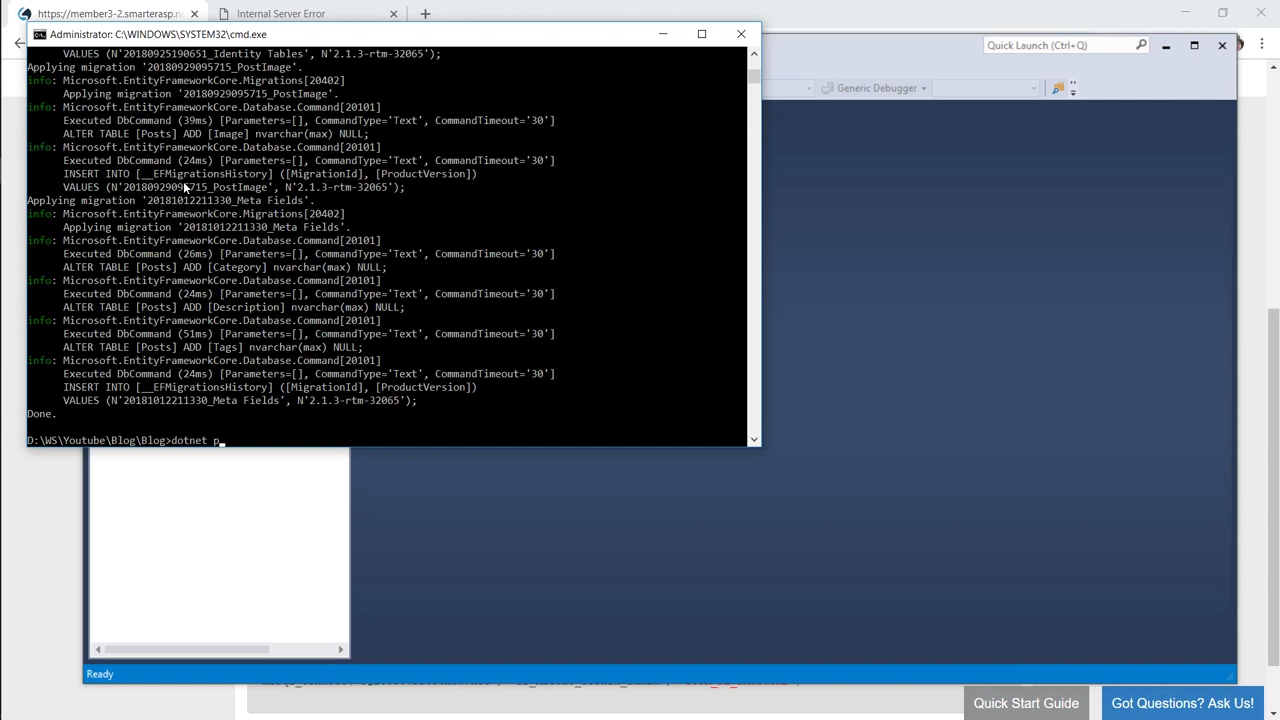 https://member3-2.smarterasp.n
Internal Server Error
Administrator: C:\WINDOWS\SYSTEM32\cmd.exe
Quick Launch (Ctrl+Q)
Generic Debugger
VALUES (N'20180925190651_Identity Tables', N'2.1.3-rtm-32065');
Applying migration '20180929095715_PostImage'.
info: Microsoft.EntityFrameworkCore.Migrations[20402]
Applying migration '20180929095715_PostImage'.
info: Microsoft.EntityFrameworkCore.Database.Command[20101]
Executed DbCommand (39ms) [Parameters=[], CommandType='Text', CommandTimeout='30']
ALTER TABLE [Posts] ADD [Image] nvarchar(max) NULL;
info: Microsoft.EntityFrameworkCore.Database.Command[20101]
Executed DbCommand (24ms) [Parameters=[], CommandType='Text', CommandTimeout='30']
INSERT INTO [__EFMigrationsHistory] ([MigrationId], [ProductVersion])
VALUES (N'20180929095715_PostImage', N'2.1.3-rtm-32065');
Applying migration '20181012211330_Meta Fields'.
info: Microsoft.EntityFrameworkCore.Migrations[20402]
Applying migration '20181012211330_Meta Fields'.
info: Microsoft.EntityFrameworkCore.Database.Command[20101]
Executed DbCommand (26ms) [Parameters=[], CommandType='Text', CommandTimeout='30']
ALTER TABLE [Posts] ADD [Category] nvarchar(max) NULL;
info: Microsoft.EntityFrameworkCore.Database.Command[20101]
Executed DbCommand (24ms) [Parameters=[], CommandType='Text', CommandTimeout='30']
ALTER TABLE [Posts] ADD [Description] nvarchar(max) NULL;
info: Microsoft.EntityFrameworkCore.Database.Command[20101]
Executed DbCommand (51ms) [Parameters=[], CommandType='Text', CommandTimeout='30']
ALTER TABLE [Posts] ADD [Tags] nvarchar(max) NULL;
info: Microsoft.EntityFrameworkCore.Database.Command[20101]
Executed DbCommand (24ms) [Parameters=[], CommandType='Text', CommandTimeout='30']
INSERT INTO [__EFMigrationsHistory] ([MigrationId], [ProductVersion])
VALUES (N'20181012211330_Meta Fields', N'2.1.3-rtm-32065');
Done.
D:\WS\Youtube\Blog\Blog>dotnet p_
Ready
Quick Start Guide
Got Questions? Ask Us!